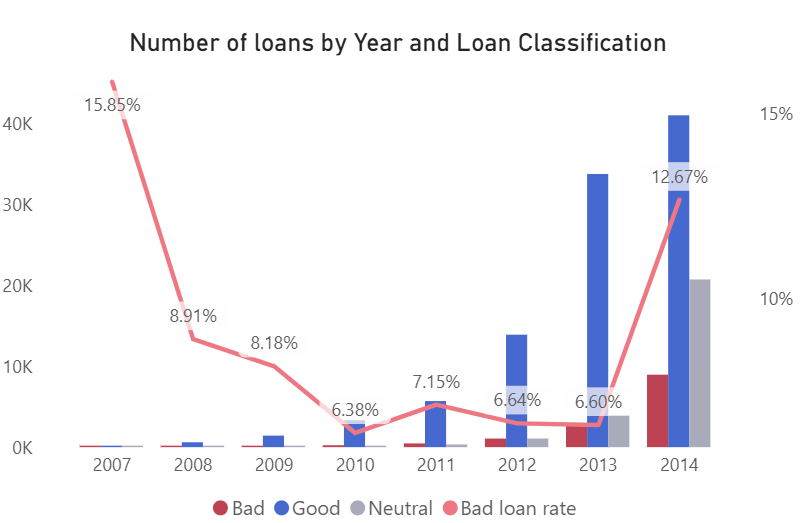 Number of loans by Year and Loan Classification
15.85%
15%
40K
12.67%
30K
8.91%
10%
20K
8.18%
7.15%
10K
6.38%
6.64%
6.60%
0K
2007 2008 2009 2010 2011 2012 2013 2014
Bad Good Neutral Bad loan rate